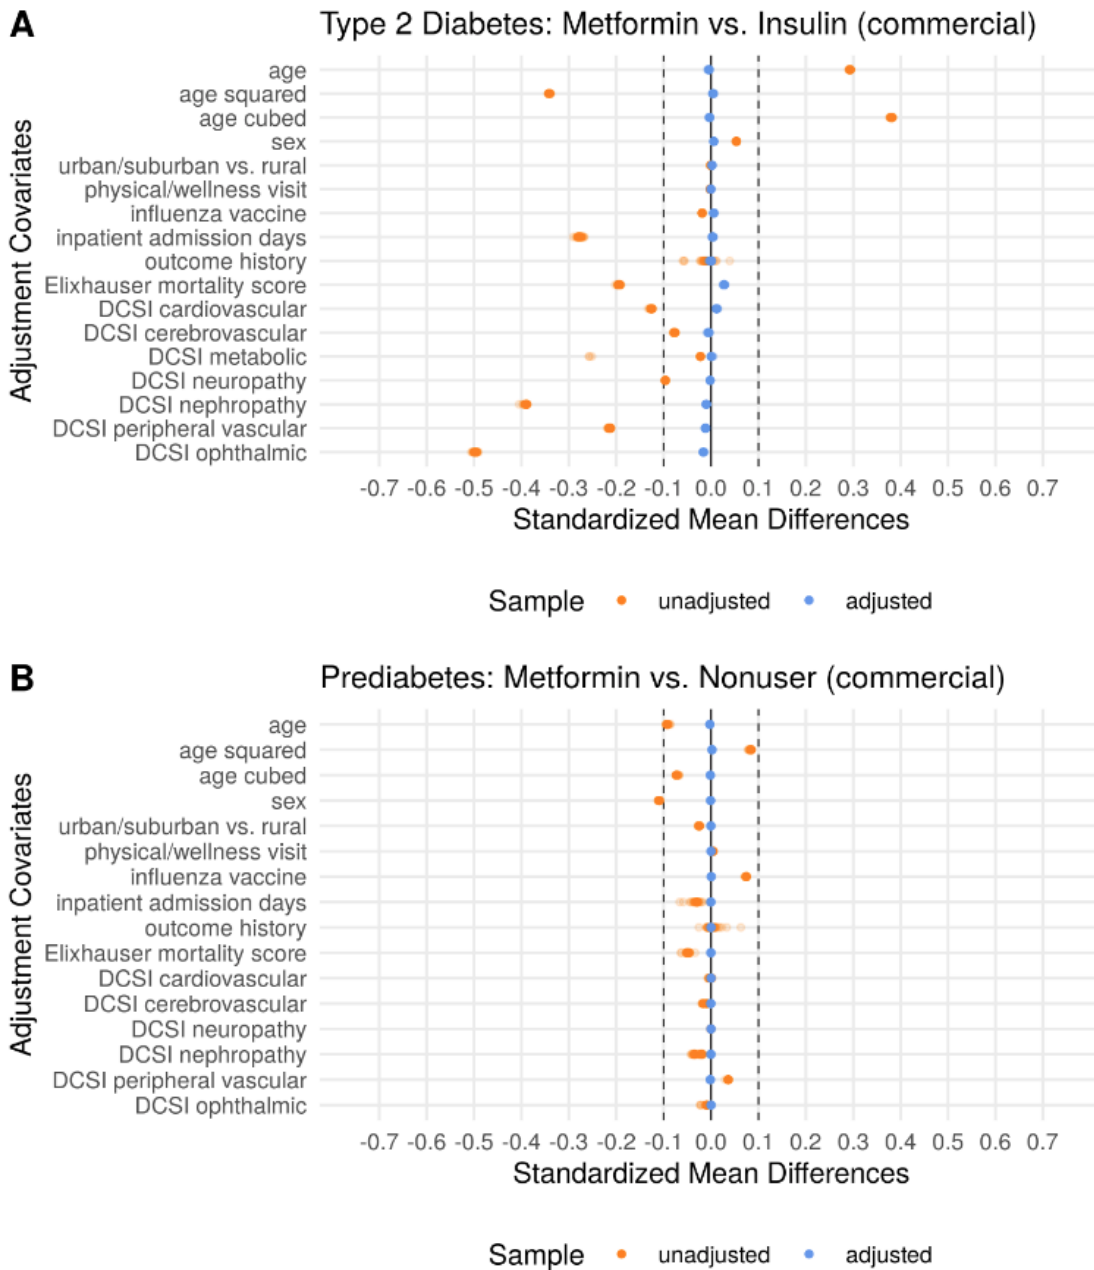 A
Type 2 Diabetes: Metformin vs. Insulin (commercial)
Adjustment Covariates
age
age squared
age cubed
sex
urban/suburban vs. rural
physical/wellness visit
influenza vaccine
inpatient admission days
outcome history
Elixhauser mortality score
DCSI cardiovascular
DCSI cerebrovascular
DCSI metabolic
DCSI neuropathy
DCSI nephropathy
DCSI peripheral vascular
DCSI ophthalmic
-0.7 -0.6 -0.5 -0.4 -0.3 -0.2 -0.1 0.0 0.1 0.2 0.3 0.4 0.5 0.6 0.7
Standardized Mean Differences
Sample unadjusted adjusted
B
Prediabetes: Metformin vs. Nonuser (commercial)
Adjustment Covariates
age
age squared
age cubed
sex
urban/suburban vs. rural
physical/wellness visit
influenza vaccine
inpatient admission days
outcome history
Elixhauser mortality score
DCSI cardiovascular
DCSI cerebrovascular
DCSI neuropathy
DCSI nephropathy
DCSI peripheral vascular
DCSI ophthalmic
-0.7 -0.6 -0.5 -0.4 -0.3 -0.2 -0.1 0.0 0.1 0.2 0.3 0.4 0.5 0.6 0.7
Standardized Mean Differences
Sample unadjusted adjusted